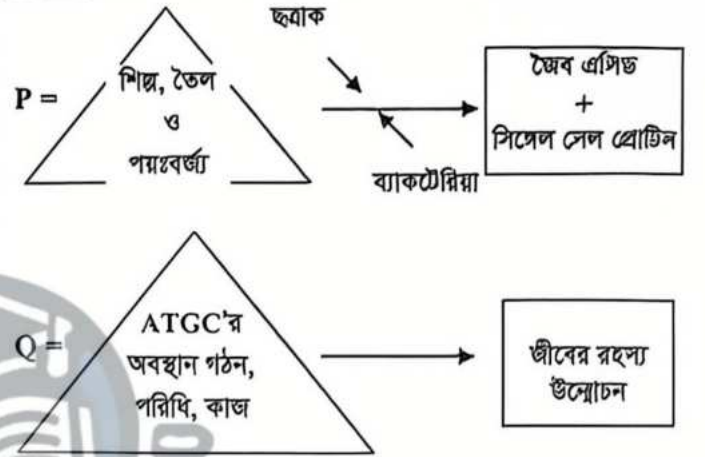 ছত্রাক
P =
শিল্প, তৈল
ও
পয়ঃবর্জ্য
জৈব এসিড
+
সিঙ্গেল সেল প্রোটিন
ব্যাকটেরিয়া
Q =
ATGC'র
অবস্থান গঠন,
পরিধি, কাজ
জীবের রহস্য
উন্মোচন